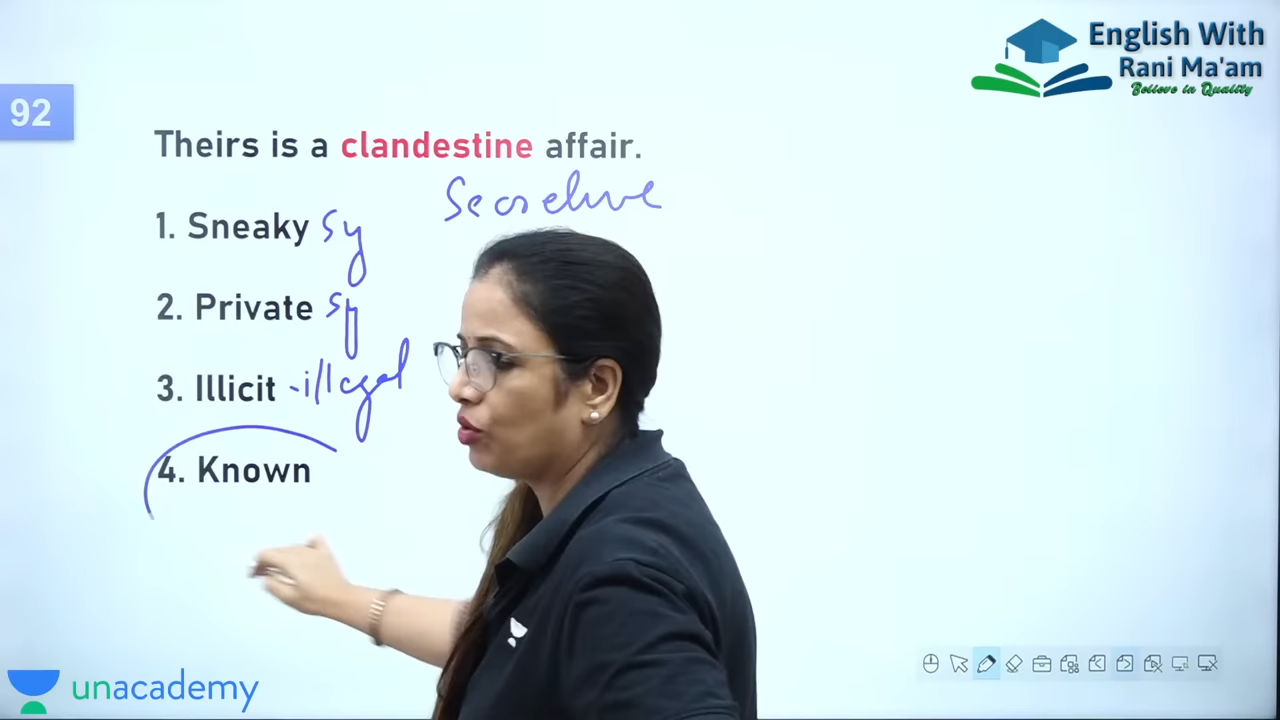 English With
Rani Ma'am
Believe in Quality
92
Theirs is a clandestine affair.
Secretive
1. Sneaky sy
2. Private sy
3. Illicit - illegal
4. Known
unacademy